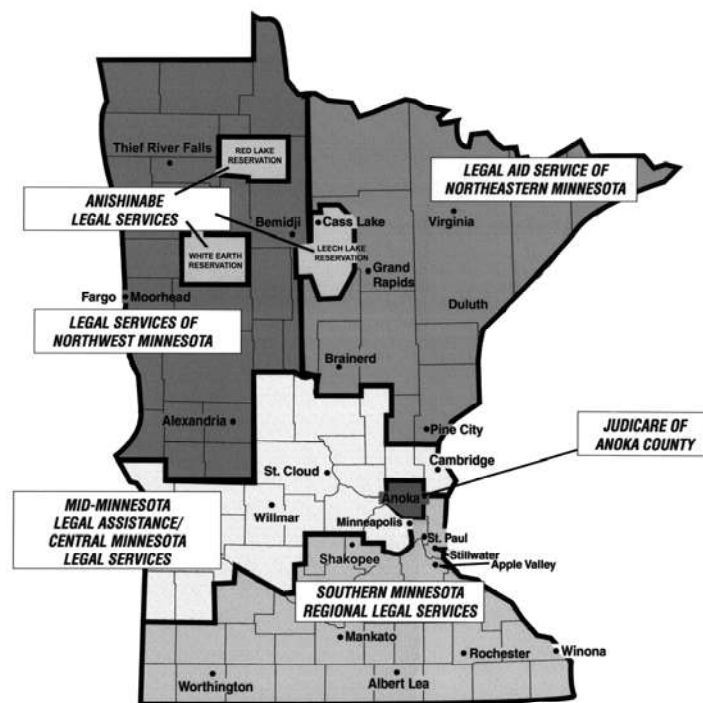 Thief River Falls
RED LAKE
RESERVATION
LEGAL AID SERVICE OF
NORTHEASTERN MINNESOTA
ANISHINABE
LEGAL SERVICES
Bemidji
Cass Lake
Virginia
LEECH LAKE
RESERVATION
WHITE EARTH
RESERVATION
Grand
Rapids
Fargo
Moorhead
Duluth
LEGAL SERVICES OF
NORTHWEST MINNESOTA
Brainerd
Alexandria
Pine City
JUDICARE OF
ANOKA COUNTY
Cambridge
St. Cloud
Anoka
MID-MINNESOTA
LEGAL ASSISTANCE/
CENTRAL MINNESOTA
LEGAL SERVICES
Willmar
Minneapolis
St. Paul
Stillwater
Shakopee
Apple Valley
SOUTHERN MINNESOTA
REGIONAL LEGAL SERVICES
Mankato
Rochester
Winona
Worthington
Albert Lea